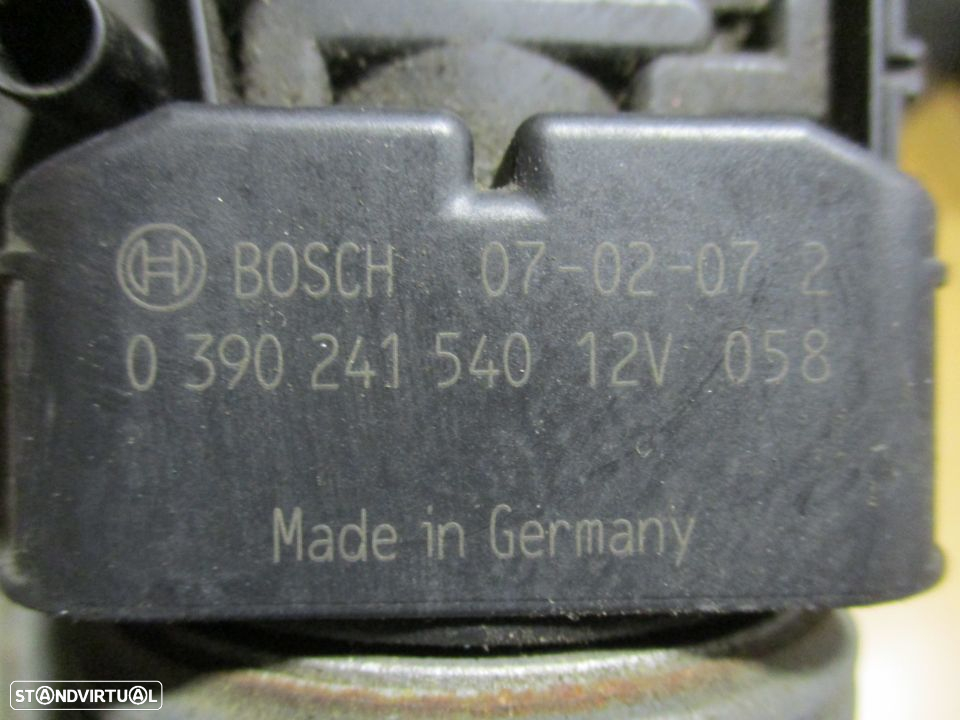 BOSCH 07-02-07 2
0 390 241 540 12V 058
Made in Germany
STANDVIRTUAL